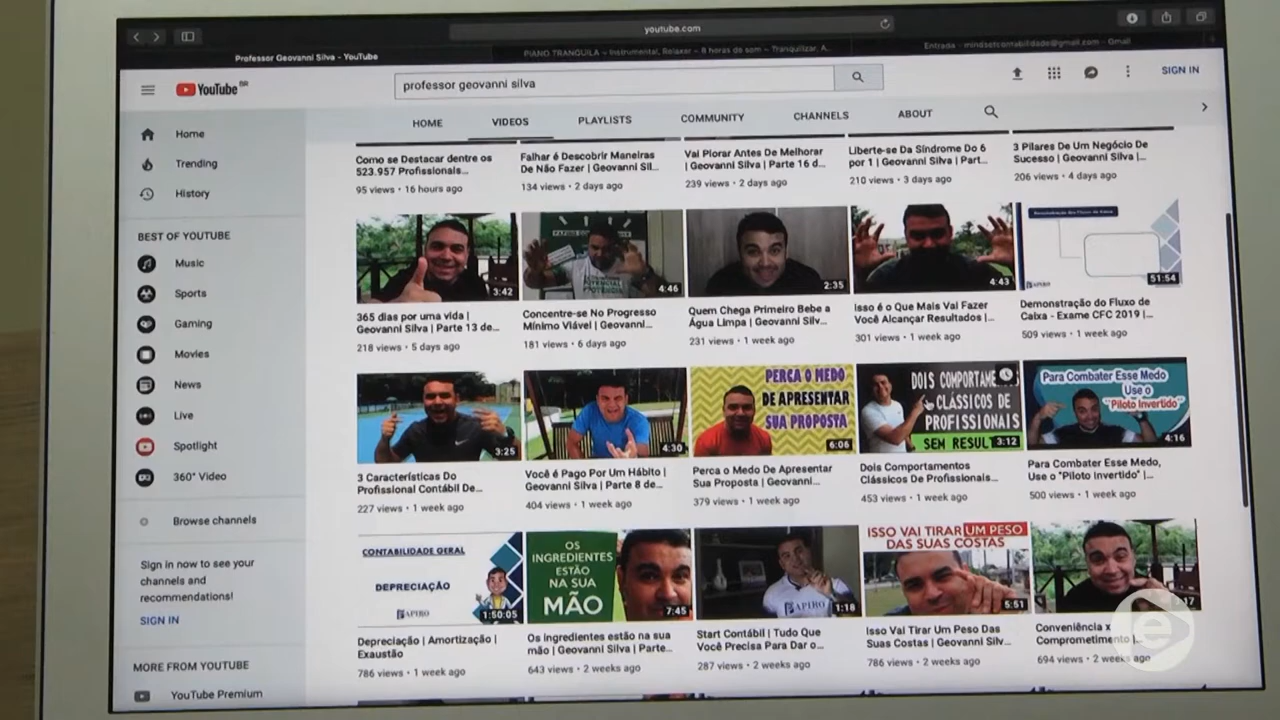 youtube.com
Professor Geovanni Silva - YouTube
PIANO TRANQUILA – Instrumental, Relaxar – 8 horas de som – Tranquilizar, A...
Entrada – mindsetcontabilidade@gmail.com – Gmail
YouTube BR
professor geovanni silva
SIGN IN
HOME VIDEOS PLAYLISTS COMMUNITY CHANNELS ABOUT
Home
Trending
History
BEST OF YOUTUBE
Music
Sports
Gaming
Movies
News
Live
Spotlight
360° Video
Browse channels
Sign in now to see your
channels and
recommendations!
SIGN IN
MORE FROM YOUTUBE
YouTube Premium
Como se Destacar dentre os
523.957 Profissionais...
95 views • 16 hours ago
Falhar é Descobrir Maneiras
De Não Fazer | Geovanni Sil...
134 views • 2 days ago
Vai Piorar Antes De Melhorar
| Geovanni Silva | Parte 16 d...
239 views • 2 days ago
Liberte-se Da Síndrome Do 6
por 1 | Geovanni Silva | Part...
210 views • 3 days ago
3 Pilares De Um Negócio De
Sucesso | Geovanni Silva |...
206 views • 4 days ago
3:42
365 dias por uma vida |
Geovanni Silva | Parte 13 de...
218 views • 5 days ago
4:46
Concentre-se No Progresso
Mínimo Viável | Geovanni...
181 views • 6 days ago
2:35
Quem Chega Primeiro Bebe a
Água Limpa | Geovanni Silv...
231 views • 1 week ago
4:43
Isso é o Que Mais Vai Fazer
Você Alcançar Resultados |...
301 views • 1 week ago
51:54
Demonstração do Fluxo de
Caixa - Exame CFC 2019 |...
509 views • 1 week ago
3:25
3 Características Do
Profissional Contábil De...
227 views • 1 week ago
4:30
Você é Pago Por Um Hábito |
Geovanni Silva | Parte 8 de...
404 views • 1 week ago
PERCA O MEDO
DE APRESENTAR
SUA PROPOSTA
6:06
Perca o Medo De Apresentar
Sua Proposta | Geovanni...
379 views • 1 week ago
DOIS COMPORTAME
CLÁSSICOS DE
PROFISSIONAIS
SEM RESULT
3:12
Dois Comportamentos
Clássicos De Profissionais...
453 views • 1 week ago
Para Combater Esse Medo
Use o
"Piloto Invertido"
4:16
Para Combater Esse Medo,
Use o "Piloto Invertido" |...
500 views • 1 week ago
CONTABILIDADE GERAL
DEPRECIAÇÃO
APIRO
1:50:05
Depreciação | Amortização |
Exaustão
786 views • 1 week ago
OS
INGREDIENTES
ESTÃO
NA SUA
MÃO
7:45
Os ingredientes estão na sua
mão | Geovanni Silva | Parte...
643 views • 2 weeks ago
APIRO
1:18
Start Contábil | Tudo Que
Você Precisa Para Dar o...
287 views • 2 weeks ago
ISSO VAI TIRAR UM PESO
DAS SUAS COSTAS
5:51
Isso Vai Tirar Um Peso Das
Suas Costas | Geovanni Silv...
786 views • 2 weeks ago
Conveniência x
Comprometimento |...
694 views • 2 weeks ago
e